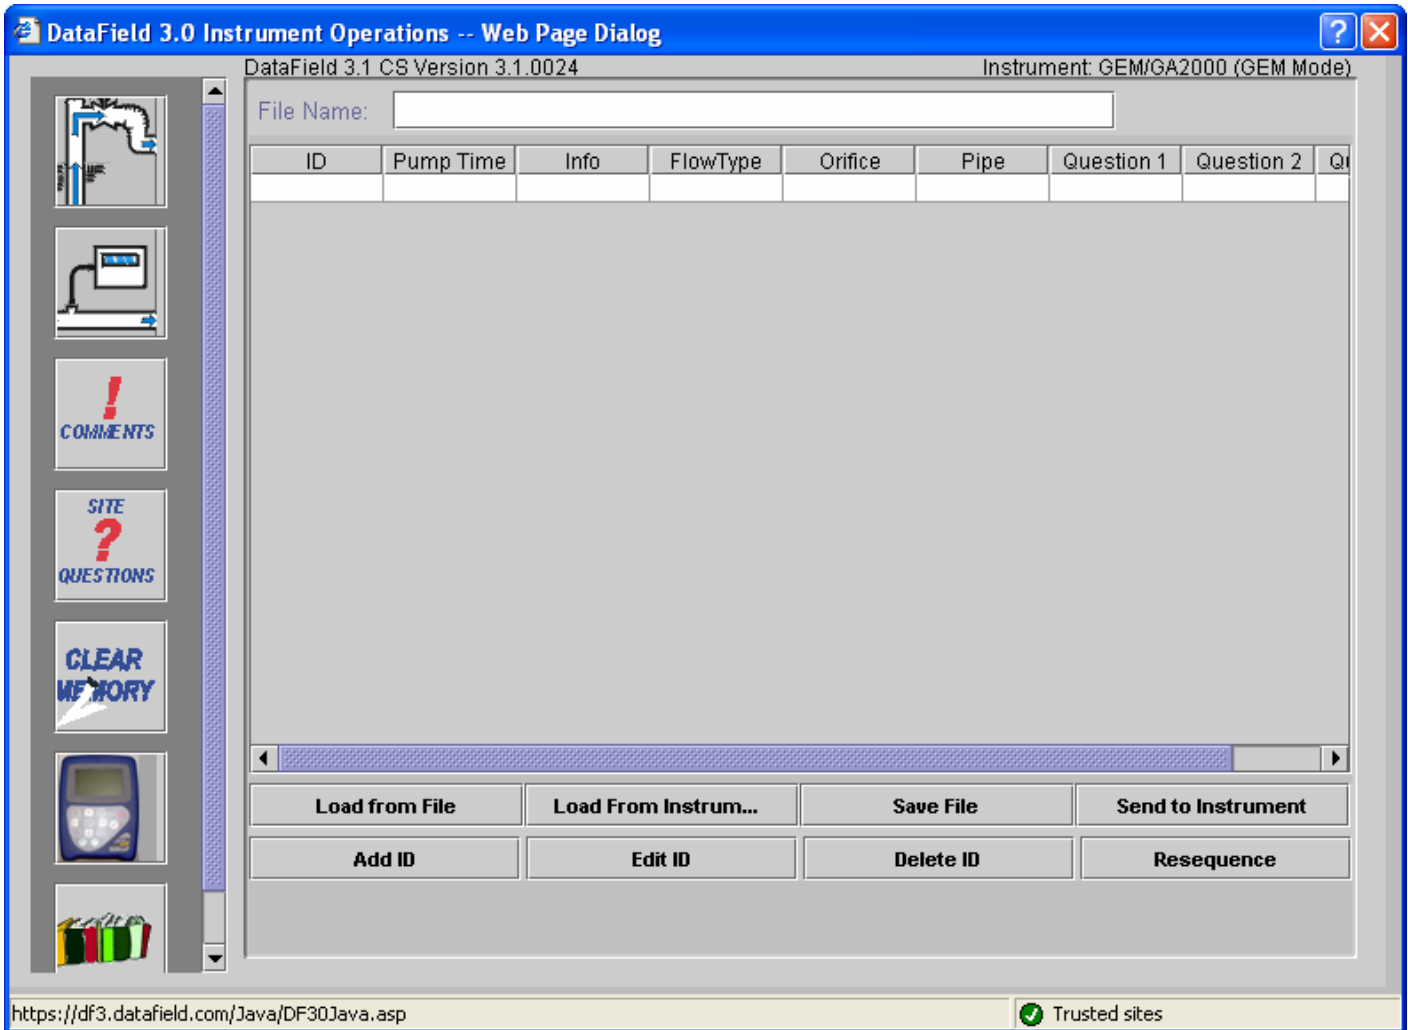 DataField 3.0 Instrument Operations -- Web Page Dialog
DataField 3.1 CS Version 3.1.0024 Instrument: GEM/GA2000 (GEM Mode)
File Name:
ID Pump Time Info FlowType Orifice Pipe Question 1 Question 2 Qu
! COMMENTS
SITE
?
QUESTIONS
CLEAR
MEMORY
Load from File Load From Instrum... Save File Send to Instrument
Add ID Edit ID Delete ID Resequence
https://df3.datafield.com/Java/DF30Java.asp Trusted sites